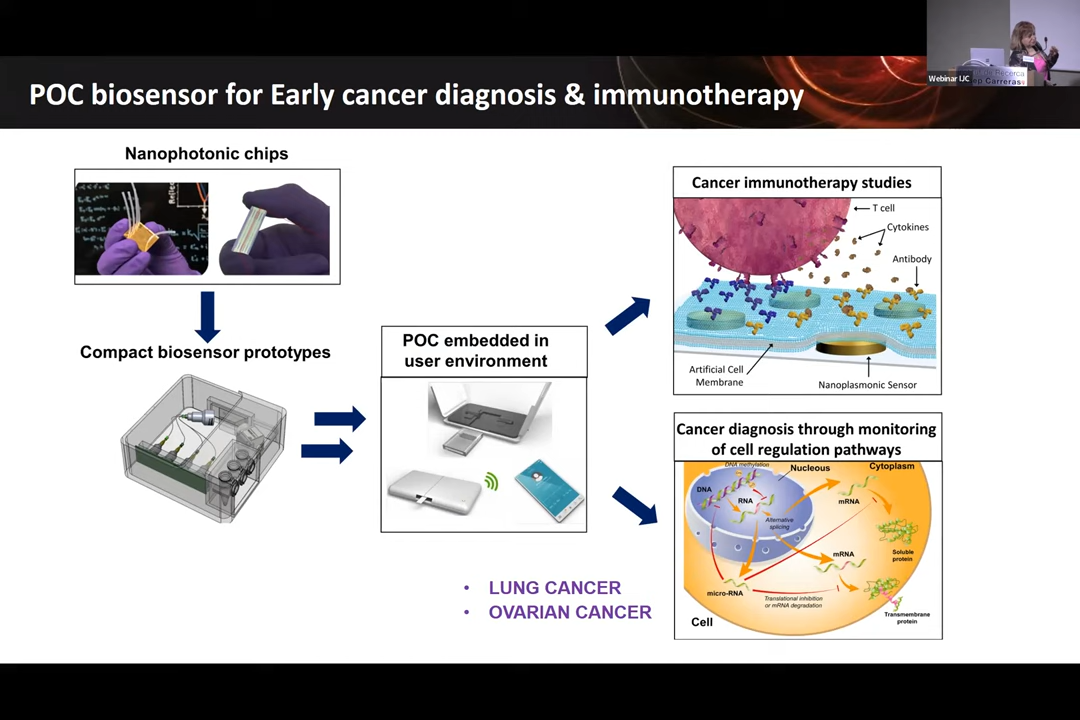 POC biosensor for Early cancer diagnosis & immunotherapy
Webinar IJC
Nanophotonic chips
Compact biosensor prototypes
POC embedded in
user environment
Cancer immunotherapy studies
T cell
Cytokines
Antibody
Artificial Cell
Membrane
Nanoplasmonic Sensor
Cancer diagnosis through monitoring
of cell regulation pathways
DNA methylation
Nucleous
Cytoplasm
DNA
RNA
mRNA
Alternative
splicing
Soluble
protein
mRNA
micro-RNA
Translational inhibition
or mRNA degradation
Transmembrane
protein
Cell
• LUNG CANCER
• OVARIAN CANCER